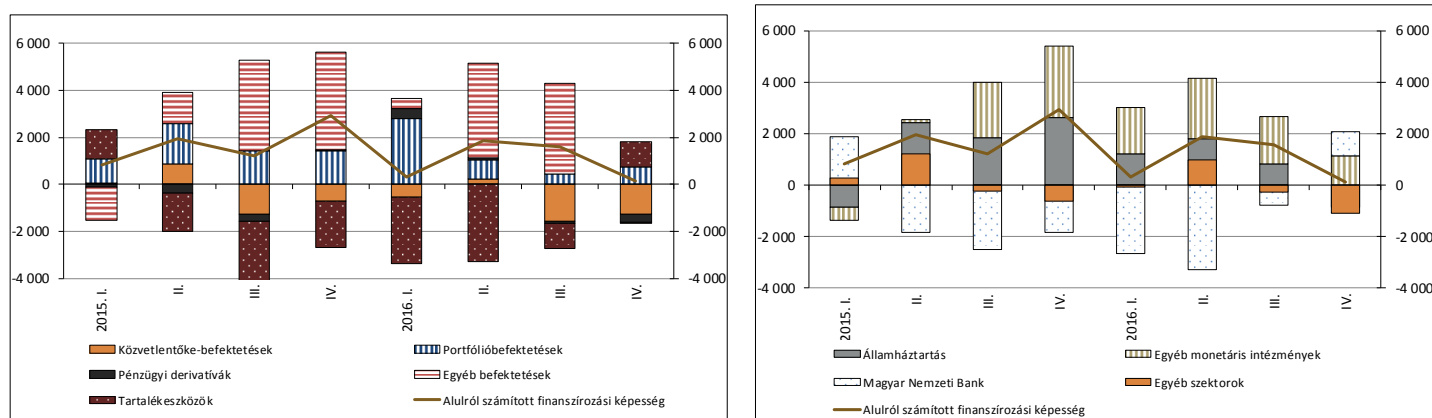 6 000 6 000
4 000 4 000
2 000 2 000
0 0
-2 000 -2 000
-4 000 -4 000
2015. I. II. III. IV. 2016. I. II. III. IV.
Közvetlentőke-befektetések Portfólióbefektetések
Pénzügyi derivatívák Egyéb befektetések
Tartalékeszközök Alulról számított finanszírozási képesség
6 000 6 000
4 000 4 000
2 000 2 000
0 0
-2 000 -2 000
-4 000 -4 000
2015. I. II. III. IV. 2016. I. II. III. IV.
Államháztartás Egyéb monetáris intézmények
Magyar Nemzeti Bank Egyéb szektorok
Alulról számított finanszírozási képesség